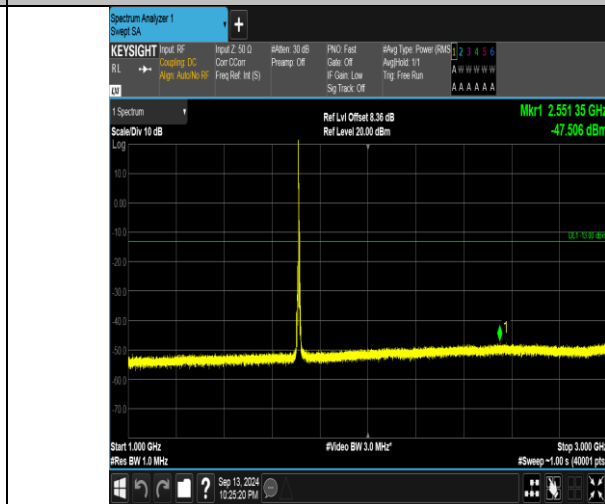 Spectrum Analyzer 1
Swept SA
+
KEYSIGHT Input: RF Input Z: 50 Ω #Atten: 30 dB PNO: Fast #Avg Type: Power (RMS 1 2 3 4 5 6
RL Coupling: DC Corr CCorr Preamp: Off Gate: Off Avg|Hold: 1/1 A W W W W W
Align: Auto/No RF Freq Ref: Int (S) IF Gain: Low Trig: Free Run
Sig Track: Off A A A A A A
LXI
1 Spectrum
Ref Lvl Offset 8.36 dB Mkr1 2.551 35 GHz
Scale/Div 10 dB Ref Level 20.00 dBm -47.506 dBm
Log
10.0
0.00
-10.0
DL1 -13.00 dBm
-20.0
-30.0
-40.0
1
-50.0
-60.0
-70.0
Start 1.000 GHz #Video BW 3.0 MHz* Stop 3.000 GHz
#Res BW 1.0 MHz #Sweep ~1.00 s (40001 pts
? Sep 13, 2024
10:25:20 PM